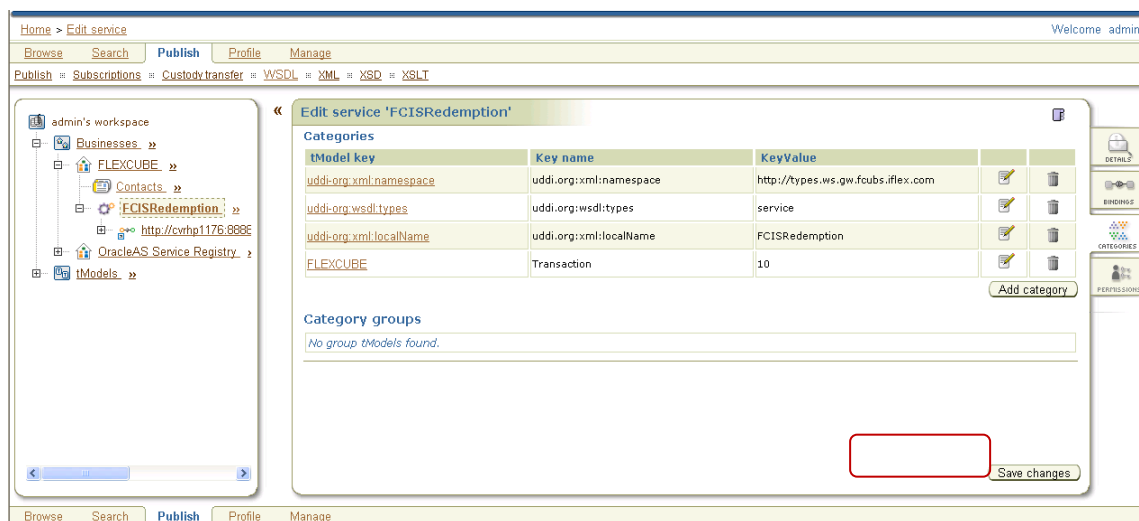 Home > Edit service
Welcome admin
Browse Search Publish Profile Manage
Publish Subscriptions Custody transfer WSDL XML XSD XSLT
admin's workspace
Businesses »
FLEXCUBE »
Contacts »
FCISRedemption »
http://cvrhp1176:888
OracleAS Service Registry
tModels »
«
Edit service 'FCISRedemption'
Categories
tModel key Key name KeyValue
uddi-org:xml:namespace uddi.org:xml:namespace http://types.ws.gw.fcubs.iflex.com
uddi-org:wsdl:types uddi.org:wsdl:types service
uddi-org:xml:localName uddi.org:xml:localName FCISRedemption
FLEXCUBE Transaction 10
Add category
Category groups
No group tModels found.
Save changes
DETAILS
BINDINGS
CATEGORIES
PERMISSIONS
Browse Search Publish Profile Manage